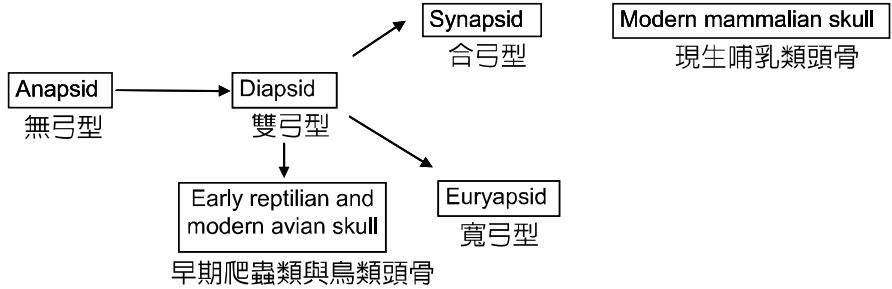 Synapsid
合弓型
Modern mammalian skull
現生哺乳類頭骨
Anapsid
無弓型
Diapsid
雙弓型
Early reptilian and
modern avian skull
早期爬蟲類與鳥類頭骨
Euryapsid
寬弓型